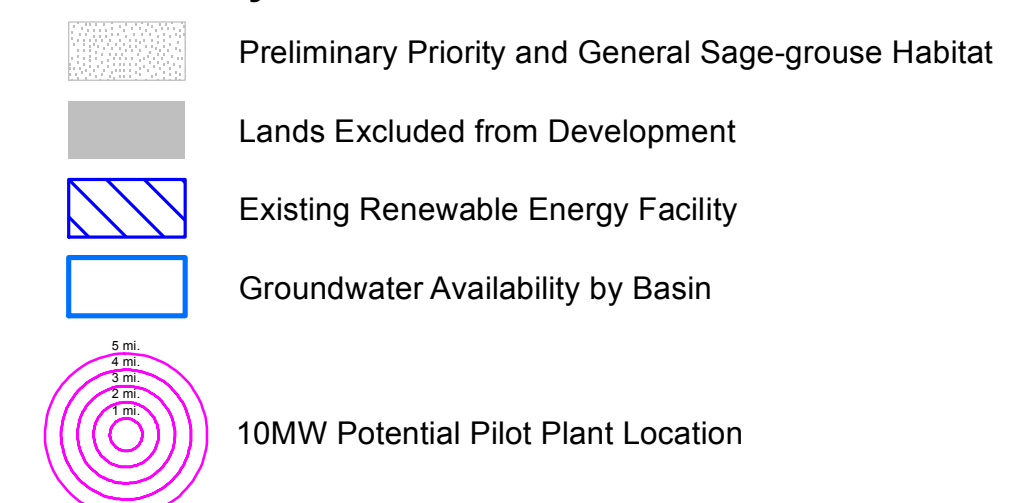 Preliminary Priority and General Sage-grouse Habitat
Lands Excluded from Development
Existing Renewable Energy Facility
Groundwater Availability by Basin
5 mi.
4 mi.
3 mi.
2 mi.
1 mi.
10MW Potential Pilot Plant Location